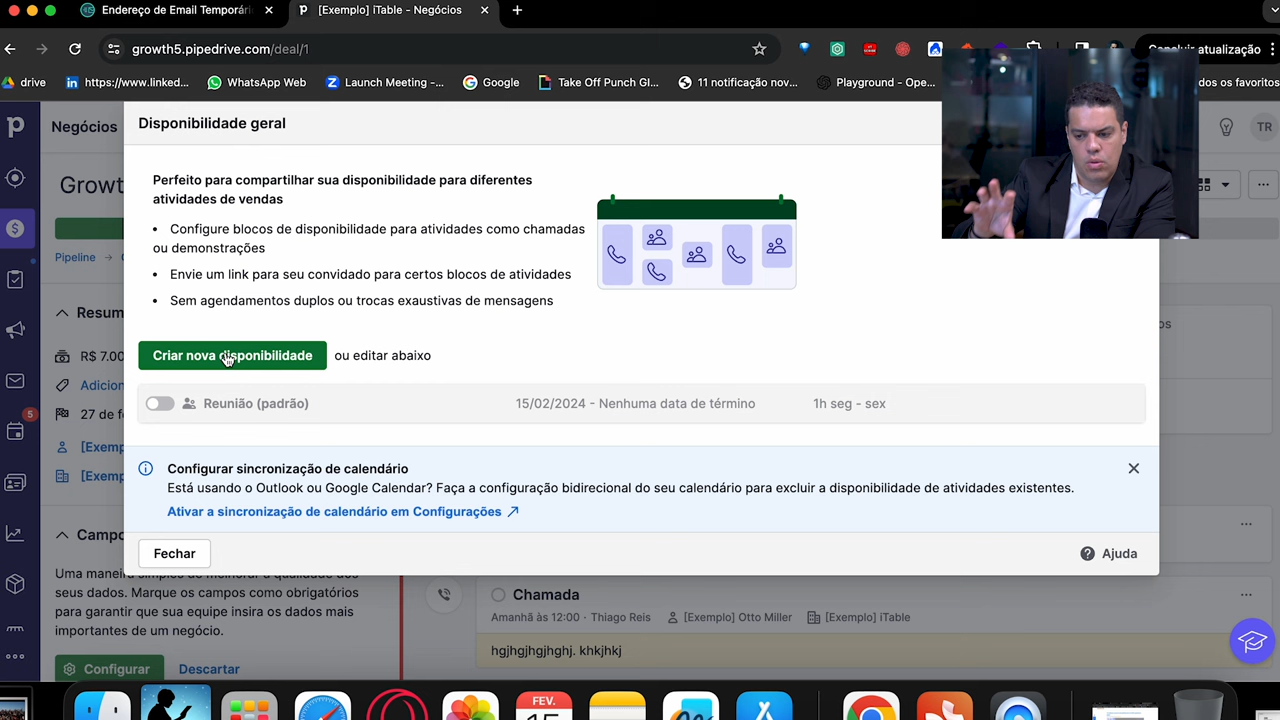 Endereço de Email Temporári
[Exemplo] iTable - Negócios
growth5.pipedrive.com/deal/1
Concluir atualização
drive
https://www.linked...
WhatsApp Web
Launch Meeting -...
Google
Take Off Punch Gl...
11 notificação nov...
Playground - Ope...
dos os favoritos
Negócios
Disponibilidade geral
TR
Growt
Perfeito para compartilhar sua disponibilidade para diferentes
atividades de vendas
• Configure blocos de disponibilidade para atividades como chamadas
ou demonstrações
• Envie um link para seu convidado para certos blocos de atividades
• Sem agendamentos duplos ou trocas exaustivas de mensagens
Pipeline →
Resum
os
R$ 7.00
Criar nova disponibilidade
ou editar abaixo
Adicion
Reunião (padrão)
15/02/2024 - Nenhuma data de término
1h seg - sex
27 de f
5
[Exemp
[Exemp
Configurar sincronização de calendário
Está usando o Outlook ou Google Calendar? Faça a configuração bidirecional do seu calendário para excluir a disponibilidade de atividades existentes.
Ativar a sincronização de calendário em Configurações
Campo
Fechar
Ajuda
Uma maneira simples de melhorar a qualidade dos
seus dados. Marque os campos como obrigatórios
para garantir que sua equipe insira os dados mais
importantes de um negócio.
Configurar
Descartar
Chamada
Amanhã às 12:00 · Thiago Reis
[Exemplo] Otto Miller
[Exemplo] iTable
hgjhgjhgjhghj. khkjhkj
FEV.